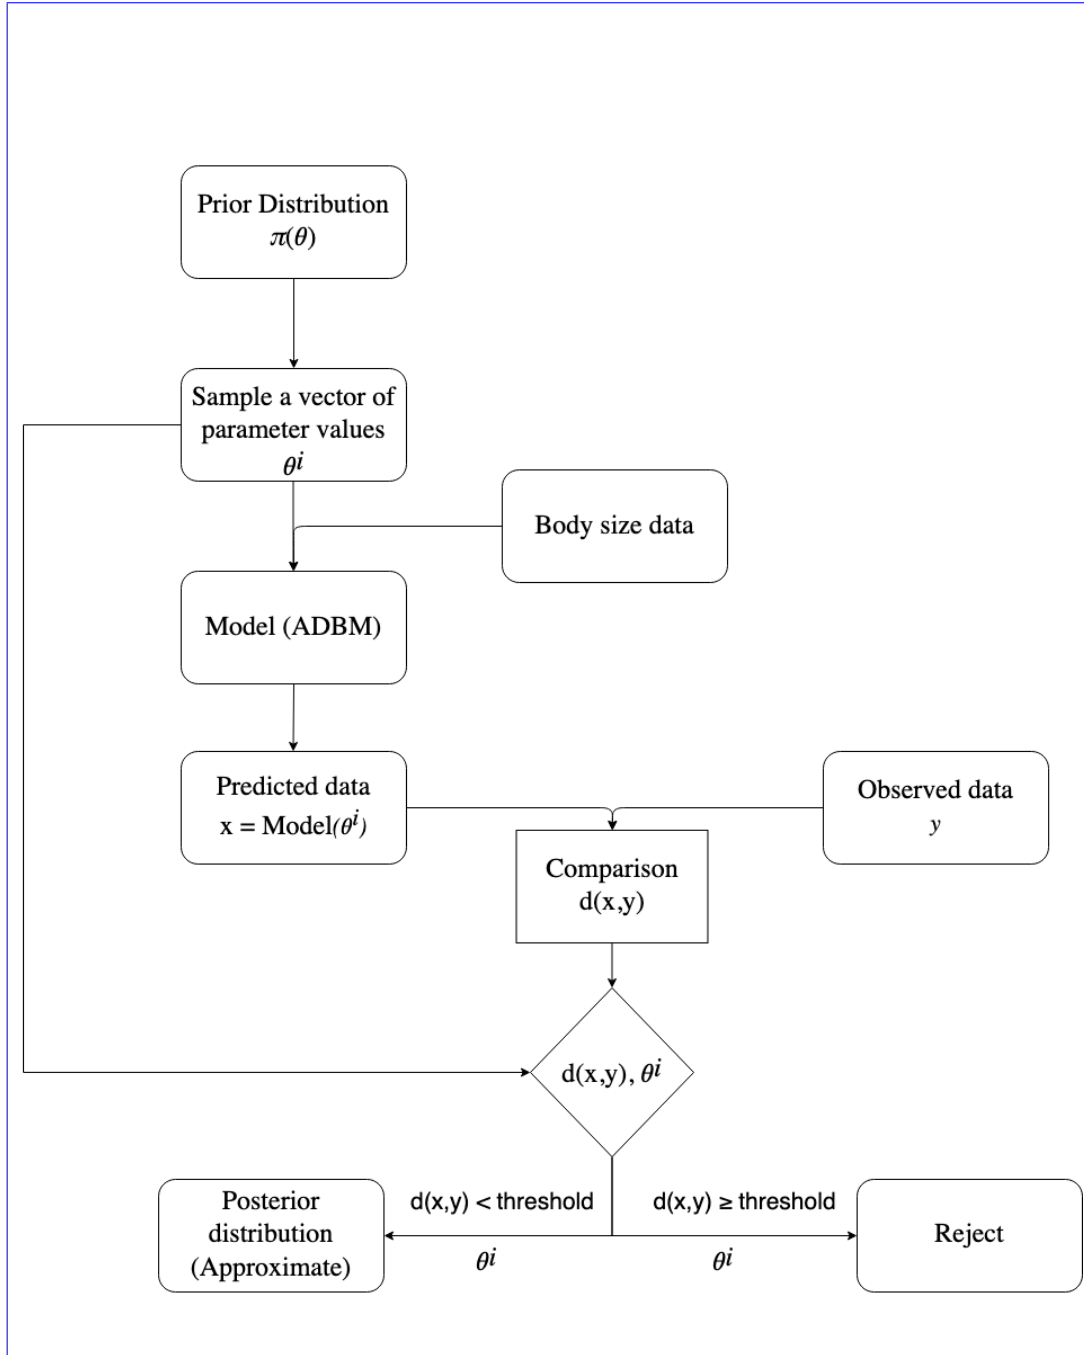 Prior Distribution
π(θ)
Sample a vector of
parameter values
θⁱ
Body size data
Model (ADBM)
Predicted data
x = Model(θⁱ)
Observed data
y
Comparison
d(x,y)
d(x,y), θⁱ
Posterior
distribution
(Approximate)
d(x,y) < threshold
θⁱ
d(x,y) ≥ threshold
θⁱ
Reject